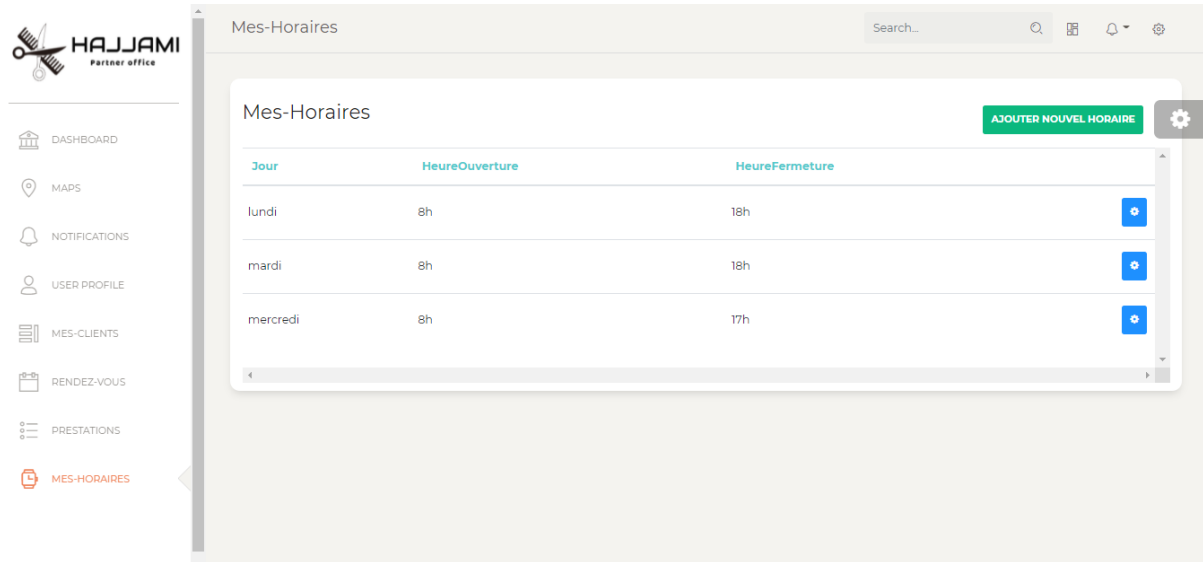 HAJJAMI
Partner office
DASHBOARD
MAPS
NOTIFICATIONS
USER PROFILE
MES-CLIENTS
RENDEZ-VOUS
PRESTATIONS
MES-HORAIRES
Mes-Horaires
Search...
Mes-Horaires
AJOUTER NOUVEL HORAIRE
Jour HeureOuverture HeureFermeture
lundi 8h 18h
mardi 8h 18h
mercredi 8h 17h